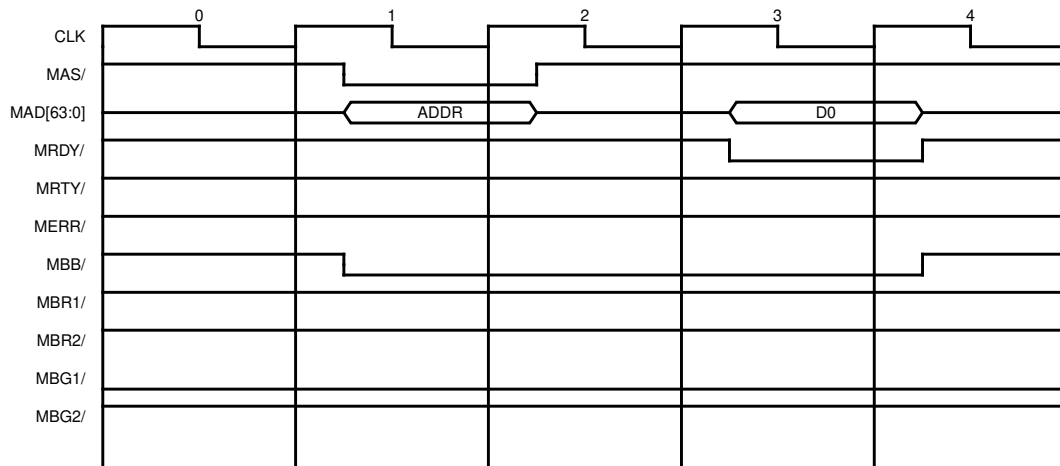 0 1 2 3 4
CLK
MAS/
MAD[63:0] ADDR D0
MRDY/
MRTY/
MERR/
MBB/
MBR1/
MBR2/
MBG1/
MBG2/